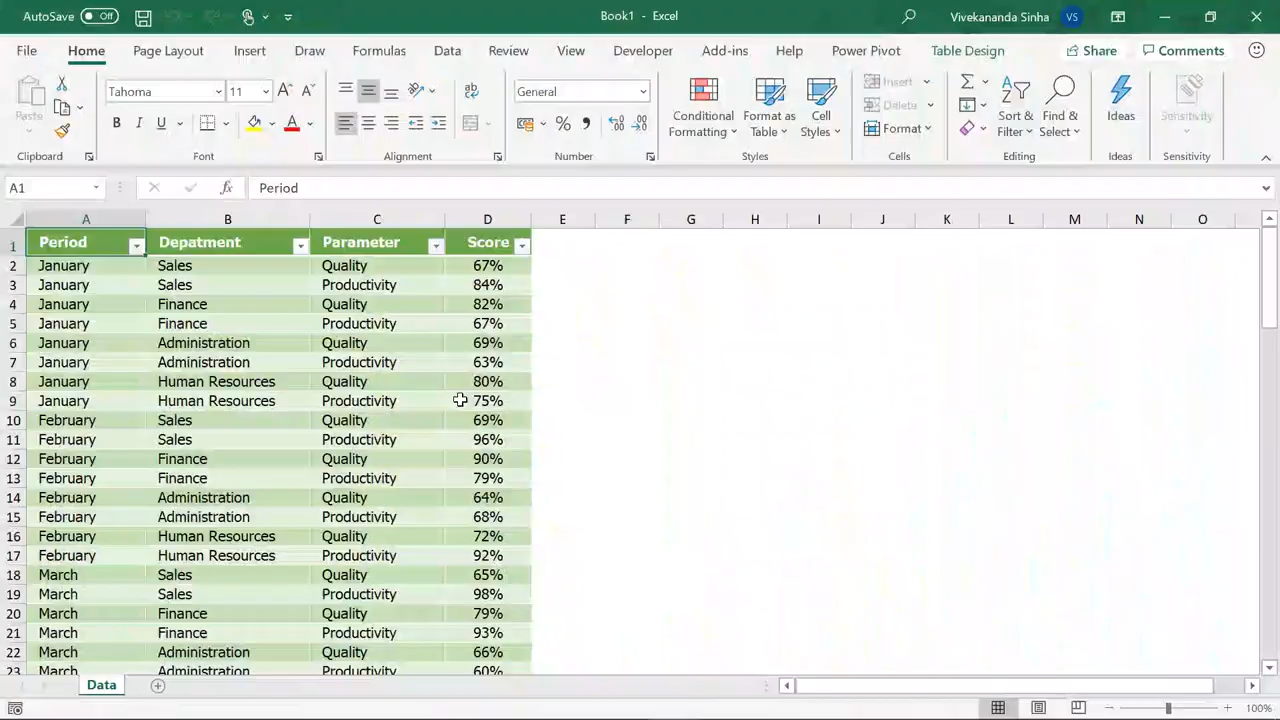 AutoSave Off Book1 - Excel Vivekananda Sinha VS
File Home Page Layout Insert Draw Formulas Data Review View Developer Add-ins Help Power Pivot Table Design Share Comments
Paste Tahoma 11 A A ab General Conditional Formatting Format as Table Cell Styles Insert Delete Format Sort & Filter Find & Select Ideas Sensitivity
B I U A %
Clipboard Font Alignment Number Styles Cells Editing Ideas Sensitivity
A1 fx Period
A B C D E F G H I J K L M N O
1 Period Depatment Parameter Score
2 January Sales Quality 67%
3 January Sales Productivity 84%
4 January Finance Quality 82%
5 January Finance Productivity 67%
6 January Administration Quality 69%
7 January Administration Productivity 63%
8 January Human Resources Quality 80%
9 January Human Resources Productivity 75%
10 February Sales Quality 69%
11 February Sales Productivity 96%
12 February Finance Quality 90%
13 February Finance Productivity 79%
14 February Administration Quality 64%
15 February Administration Productivity 68%
16 February Human Resources Quality 72%
17 February Human Resources Productivity 92%
18 March Sales Quality 65%
19 March Sales Productivity 98%
20 March Finance Quality 79%
21 March Finance Productivity 93%
22 March Administration Quality 66%
23 March Administration Productivity 60%
Data
100%